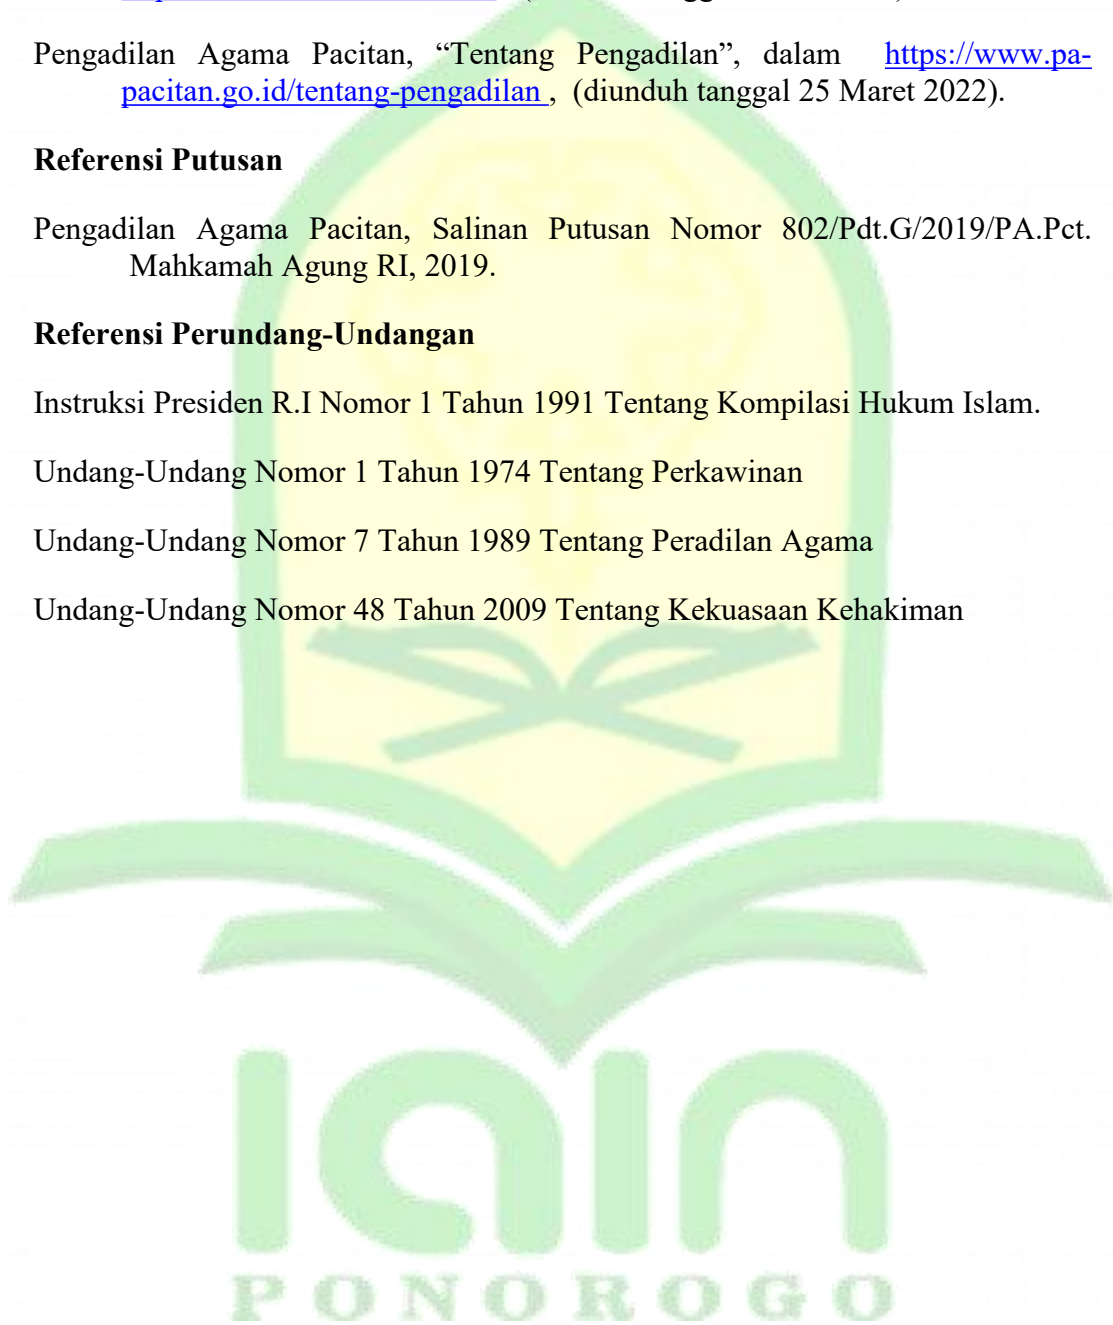 Pengadilan Agama Pacitan, “Tentang Pengadilan”, dalam https://www.pa-
pacitan.go.id/tentang-pengadilan , (diunduh tanggal 25 Maret 2022).
Referensi Putusan
Pengadilan Agama Pacitan, Salinan Putusan Nomor 802/Pdt.G/2019/PA.Pct.
Mahkamah Agung RI, 2019.
Referensi Perundang-Undangan
Instruksi Presiden R.I Nomor 1 Tahun 1991 Tentang Kompilasi Hukum Islam.
Undang-Undang Nomor 1 Tahun 1974 Tentang Perkawinan
Undang-Undang Nomor 7 Tahun 1989 Tentang Peradilan Agama
Undang-Undang Nomor 48 Tahun 2009 Tentang Kekuasaan Kehakiman
iain
PONOROGO